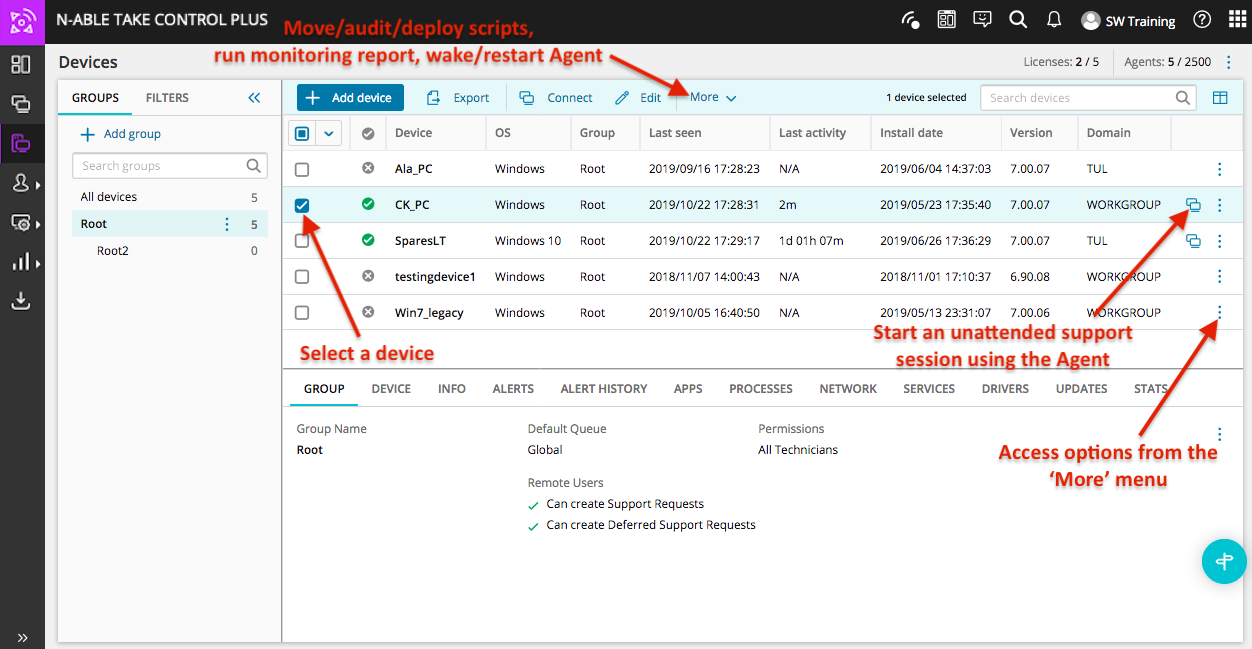 N-ABLE TAKE CONTROL PLUS
SW Training
Move/audit/deploy scripts,
run monitoring report, wake/restart Agent
Devices
Licenses: 2 / 5
Agents: 5 / 2500
GROUPS FILTERS
Add group
Search groups
All devices 5
Root 5
Root2 0
Add device Export Connect Edit More 1 device selected Search devices
Device OS Group Last seen Last activity Install date Version Domain
Ala_PC Windows Root 2019/09/16 17:28:23 N/A 2019/06/04 14:37:03 7.00.07 TUL
CK_PC Windows Root 2019/10/22 17:28:31 2m 2019/05/23 17:35:40 7.00.07 WORKGROUP
SparesLT Windows 10 Root 2019/10/22 17:29:17 1d 01h 07m 2019/06/26 17:36:29 7.00.07 TUL
testingdevice1 Windows Root 2018/11/07 14:00:43 N/A 2018/11/01 17:10:37 6.90.08 WORKGROUP
Win7_legacy Windows Root 2019/10/05 16:40:50 N/A 2019/05/13 23:31:07 7.00.06 WORKGROUP
Select a device
Start an unattended support
session using the Agent
GROUP DEVICE INFO ALERTS ALERT HISTORY APPS PROCESSES NETWORK SERVICES DRIVERS UPDATES STATS
Group Name Default Queue Permissions
Root Global All Technicians
Remote Users
Can create Support Requests
Can create Deferred Support Requests
Access options from the
‘More’ menu